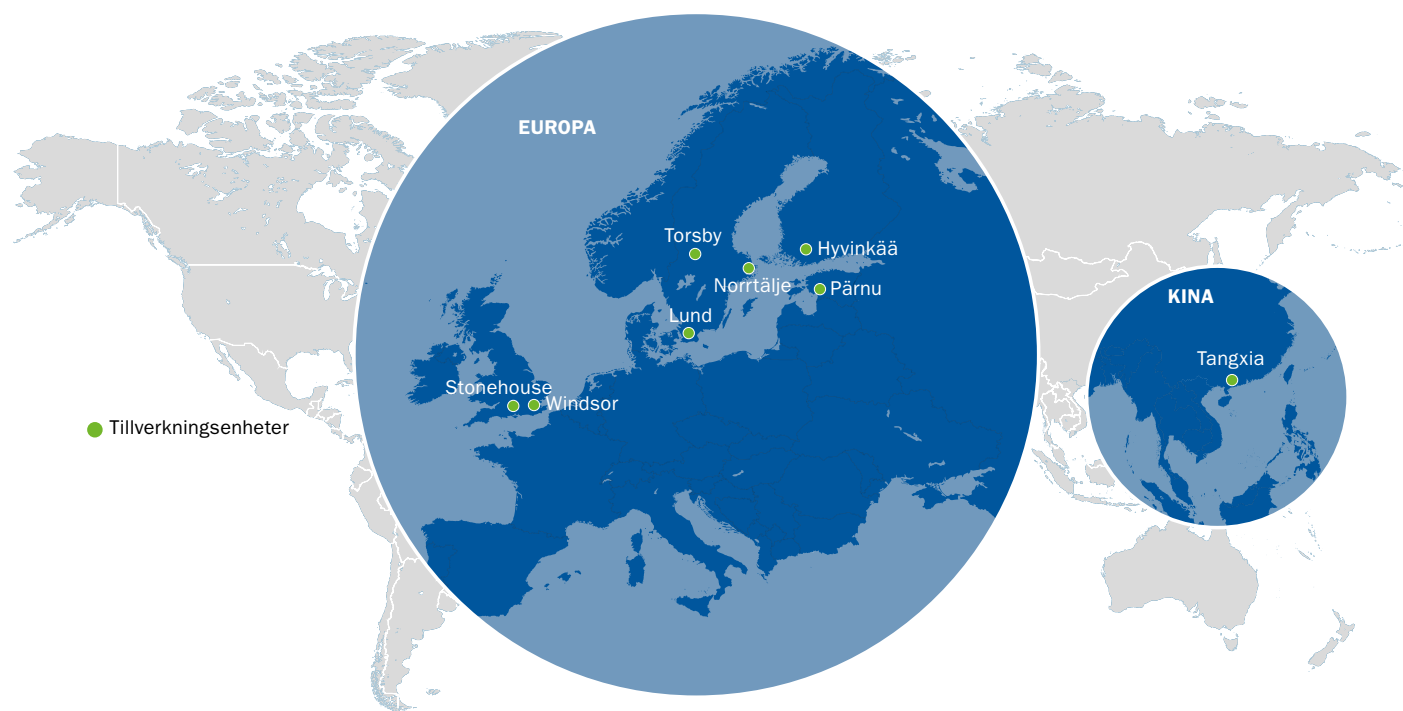 EUROPA
Torsby
Hyvinkää
Norrtälje
Pärnu
KINA
Lund
Tangxia
Stonehouse
Windsor
Tillverkningsenheter